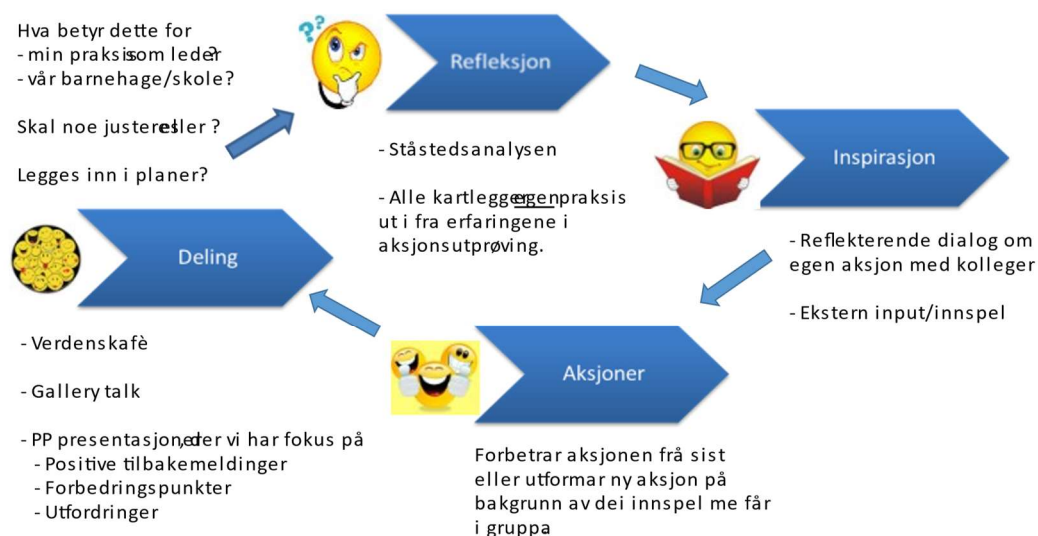 Hva betyr dette for
- min praksis som leder?
- vår barnehage/skole?
Skal noe justeres eller ?
Legges inn i planer?
??
Refleksjon
- Ståstedsanalysen
- Alle kartlegger egen praksis
ut i fra erfaringene i
aksjonsutprøving.
Inspirasjon
- Reflekterende dialog om
egen aksjon med kolleger
- Ekstern input/innspel
Aksjoner
Forbetrar aksjonen frå sist
eller utformar ny aksjon på
bakgrunn av dei innspel me får
i gruppa
Deling
- Verdenskafè
- Gallery talk
- PP presentasjoner, der vi har fokus på
- Positive tilbakemeldinger
- Forbedringspunkter
- Utfordringer